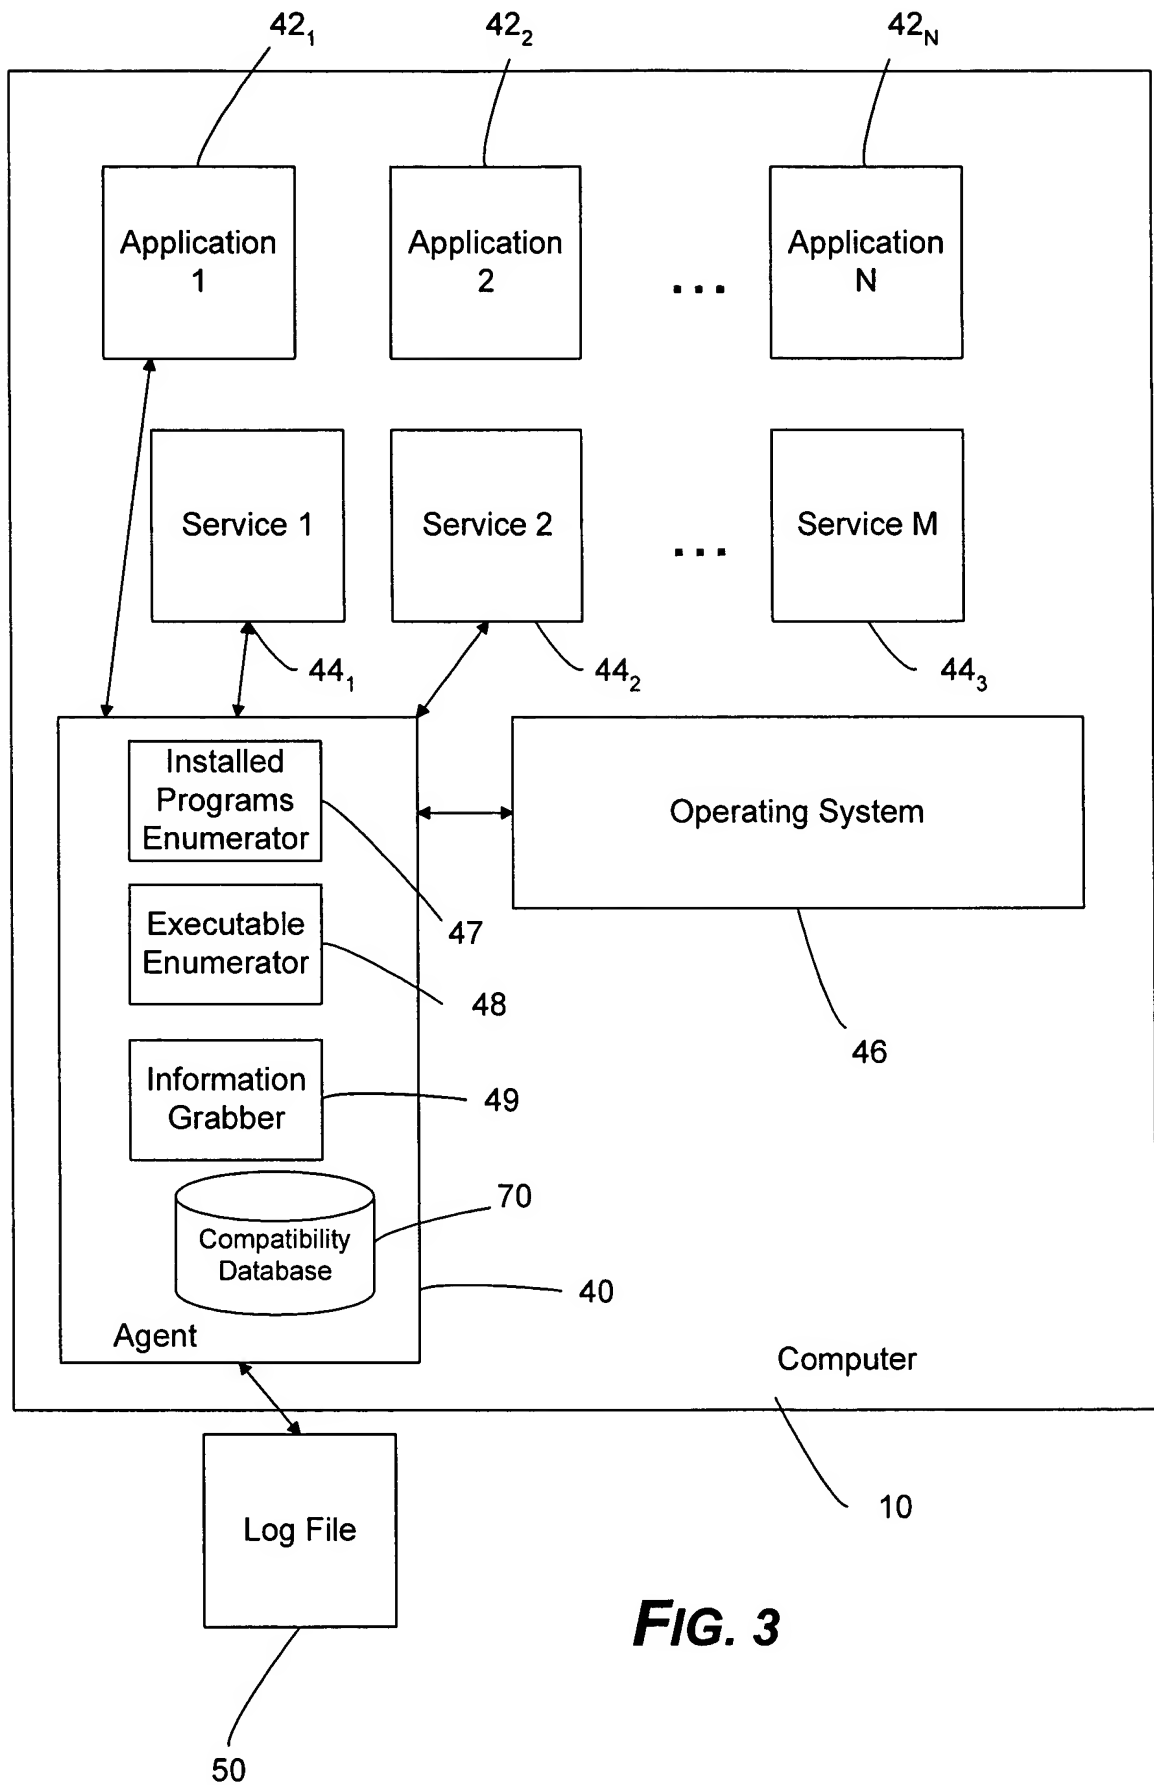 42₁
42₂
42N
Application
1
Application
2
...
Application
N
Service 1
Service 2
...
Service M
44₁
44₂
44₃
Installed
Programs
Enumerator
Operating System
47
Executable
Enumerator
48
46
Information
Grabber
49
70
Compatibility
Database
40
Agent
Computer
10
Log File
FIG. 3
50